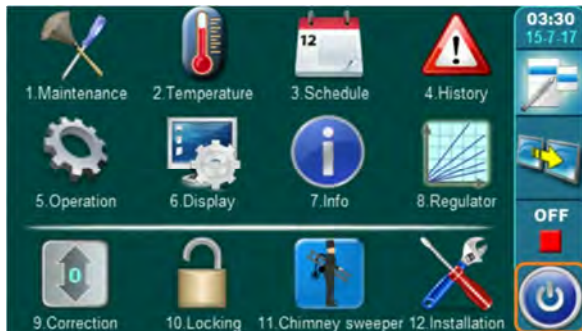 03:30
15-7-17
12
1.Maintenance 2.Temperature 3.Schedule 4.History
5.Operation 6.Display 7.Info 8.Regulator
OFF
0
9.Correction 10.Locking 11.Chimney sweeper 12.Installation